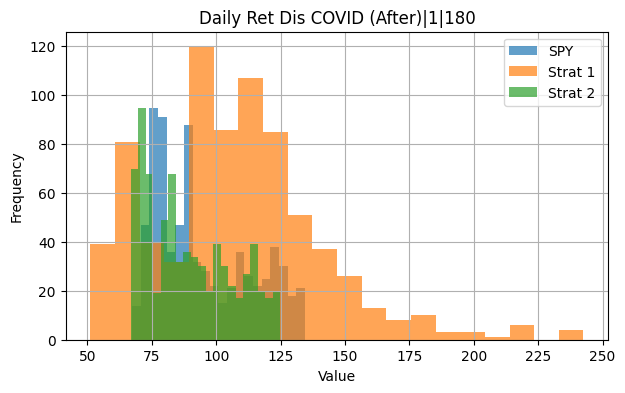 Daily Ret Dis COVID (After)|1|180
SPY
Strat 1
Strat 2
Frequency
120
100
80
60
40
20
0
50 75 100 125 150 175 200 225 250
Value